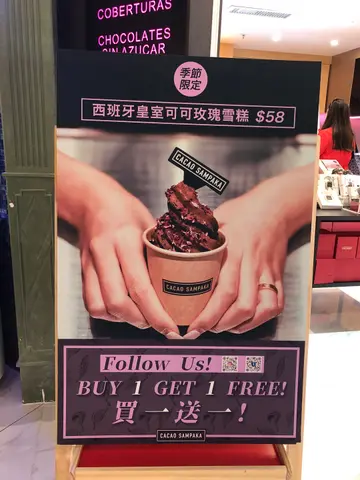 COBERTURAS
CHOCOLATES
SIN AZUCAR
季節
限定
西班牙皇室可可玫瑰雪糕 $58
CACAO SAMPAKA
CACAO SAMPAKA
Follow Us!
BUY 1 GET 1 FREE!
買一送一!
CACAO SAMPAKA